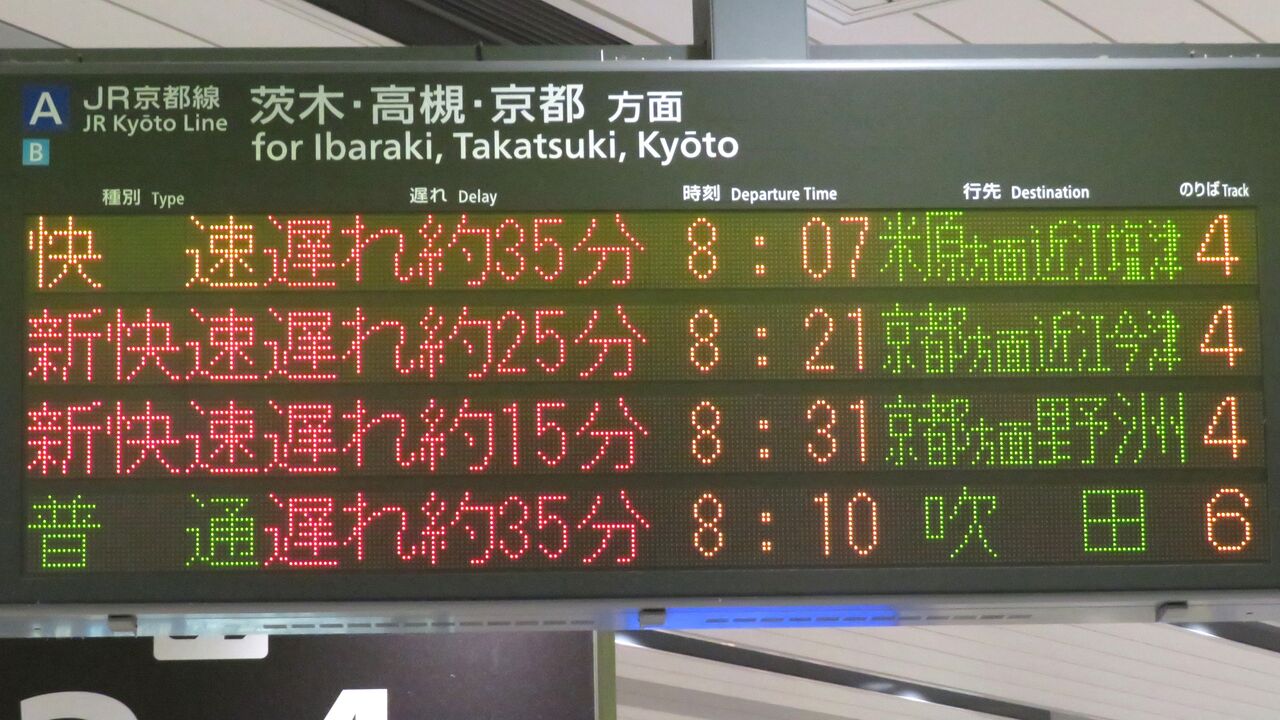 A JR京都線 茨木・高槻・京都 方面
B JR Kyōto Line for Ibaraki, Takatsuki, Kyōto
種別 Type 遅れ Delay 時刻 Departure Time 行先 Destination のりば Track
快速 遅れ約35分 8:07 米原方面近江塩津 4
新快速 遅れ約25分 8:21 京都方面近江今津 4
新快速 遅れ約15分 8:31 京都方面野洲 4
普通 遅れ約35分 8:10 吹田 6